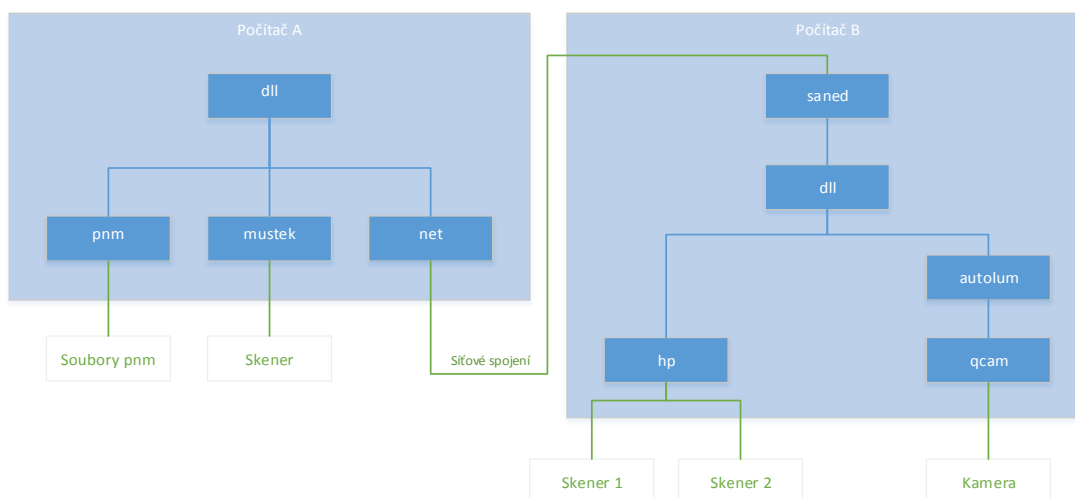 Počítač A
dll
pnm
mustek
net
Soubory pnm
Skener
Síťové spojení
Počítač B
saned
dll
autolum
hp
qcam
Skener 1
Skener 2
Kamera